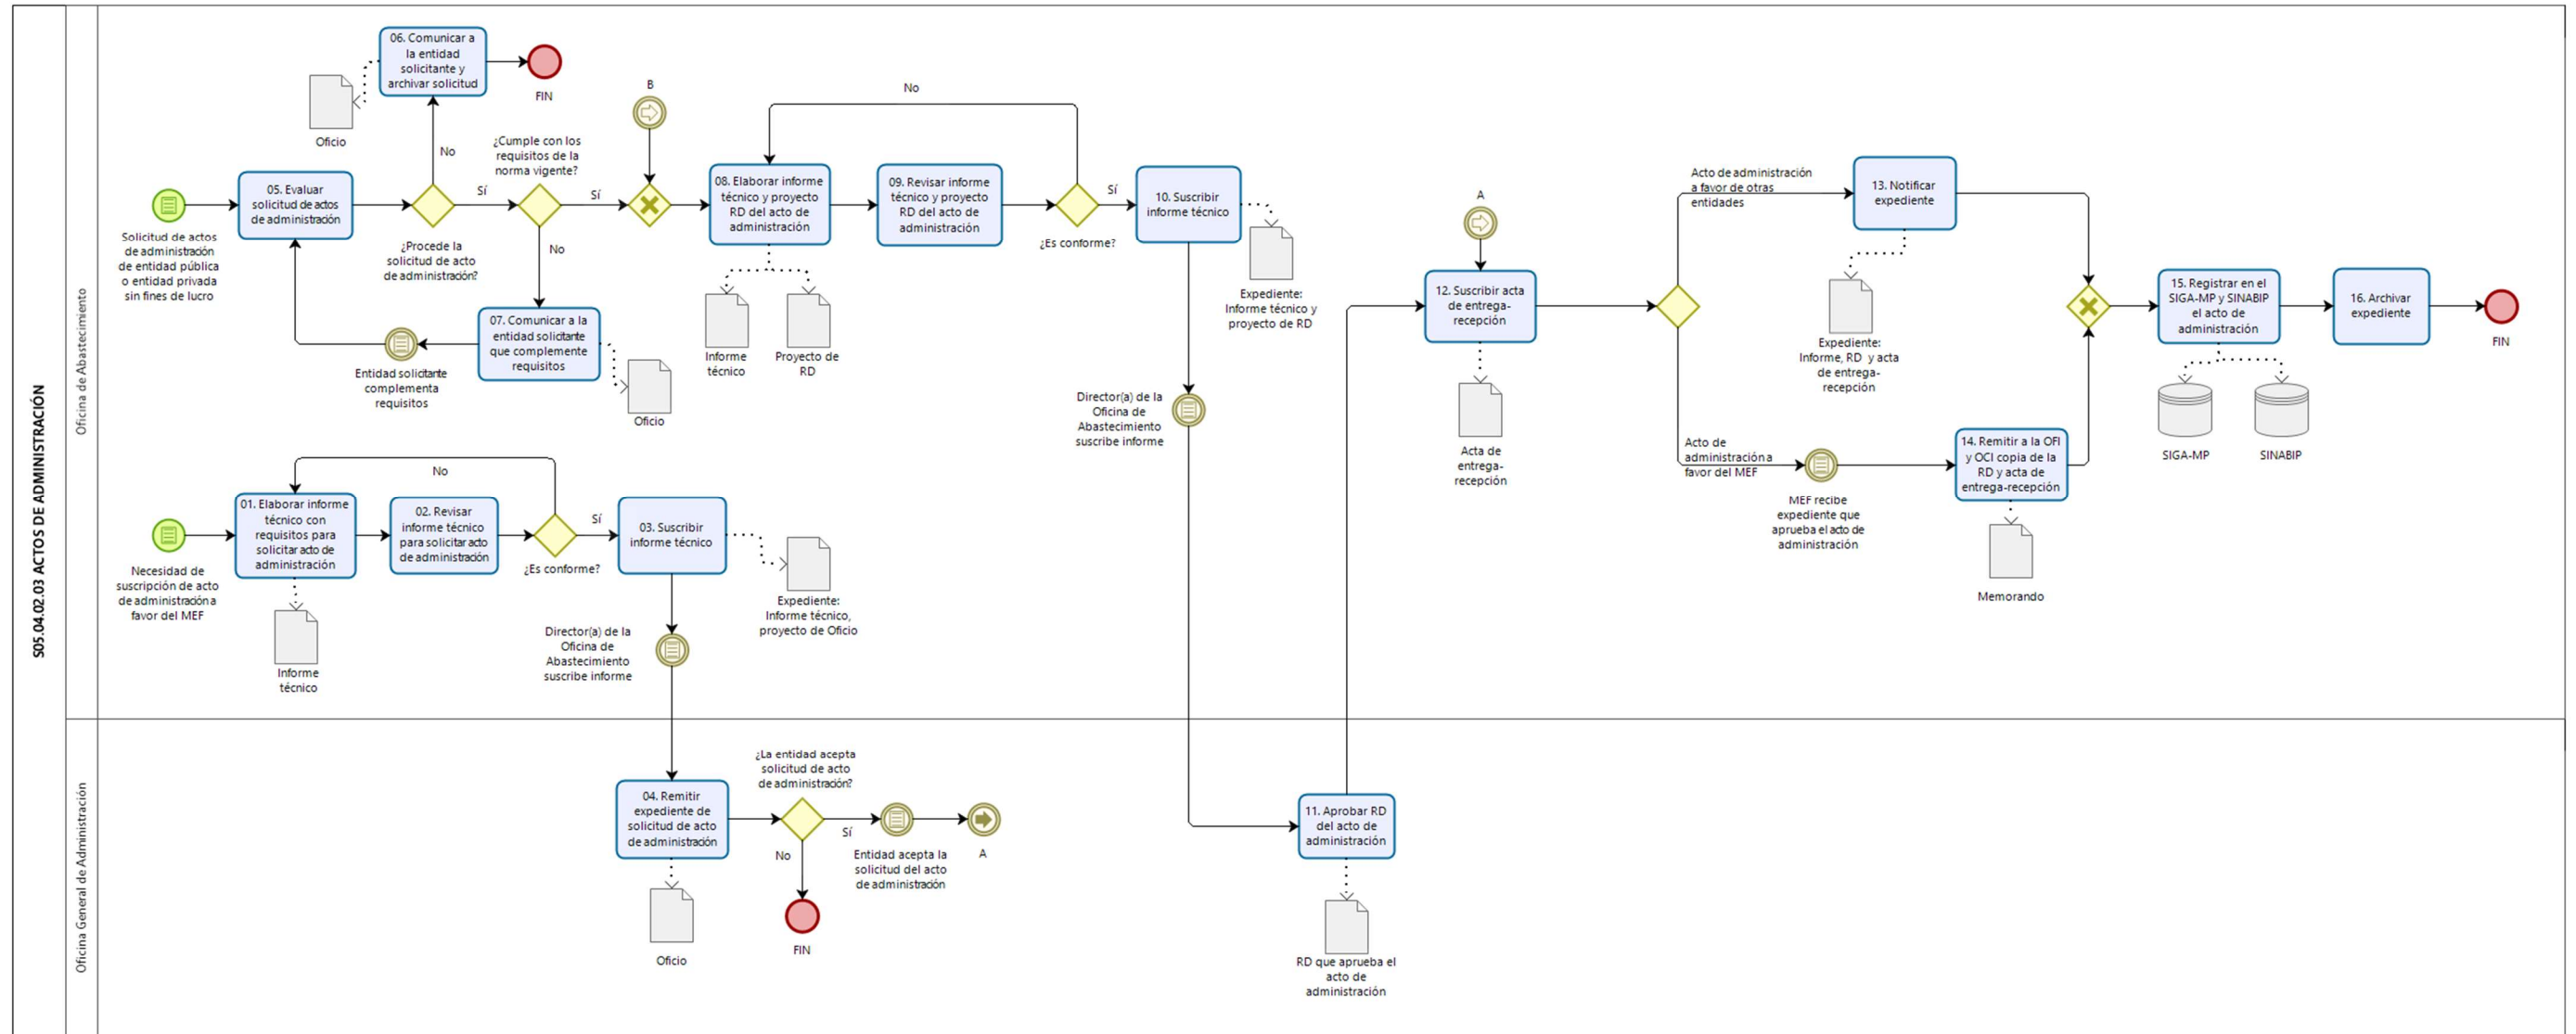 S05.04.02.03 ACTOS DE ADMINISTRACIÓN
Oficina de Abastecimiento
06. Comunicar a
la entidad
solicitante y
archivar solicitud
FIN
Oficio
No
Solicitud de actos
de administración
de entidad pública
o entidad privada
sin fines de lucro
05. Evaluar
solicitud de actos
de administración
¿Procede la
solicitud de acto
de administración?
Sí
¿Cumple con los
requisitos de la
norma vigente?
Sí
No
07. Comunicar a la
entidad solicitante
que complemente
requisitos
Oficio
Entidad solicitante
complementa
requisitos
B
08. Elaborar informe
técnico y proyecto
RD del acto de
administración
Informe
técnico
Proyecto de
RD
09. Revisar informe
técnico y proyecto
RD del acto de
administración
No
¿Es conforme?
Sí
10. Suscribir
informe técnico
Expediente:
Informe técnico y
proyecto de RD
Director(a) de la
Oficina de
Abastecimiento
suscribe informe
A
12. Suscribir acta
de entrega-
recepción
Acta de
entrega-
recepción
Acto de administración
a favor de otras
entidades
13. Notificar
expediente
Expediente:
Informe, RD y acta
de entrega-
recepción
Acto de
administración a
favor del MEF
MEF recibe
expediente que
aprueba el acto de
administración
14. Remitir a la OFI
y OCI copia de la
RD y acta de
entrega-recepción
Memorando
15. Registrar en el
SIGA-MP y SINABIP
el acto de
administración
SIGA-MP
SINABIP
16. Archivar
expediente
FIN
Necesidad de
suscripción de acto
de administración a
favor del MEF
01. Elaborar informe
técnico con
requisitos para
solicitar acto de
administración
Informe
técnico
02. Revisar
informe técnico
para solicitar acto
de administración
No
¿Es conforme?
Sí
03. Suscribir
informe técnico
Expediente:
Informe técnico,
proyecto de Oficio
Director(a) de la
Oficina de
Abastecimiento
suscribe informe
Oficina General de Administración
04. Remitir
expediente de
solicitud de acto
de administración
Oficio
¿La entidad acepta
solicitud de acto
de administración?
Sí
No
FIN
Entidad acepta la
solicitud del acto
de administración
A
11. Aprobar RD
del acto de
administración
RD que aprueba el
acto de
administración